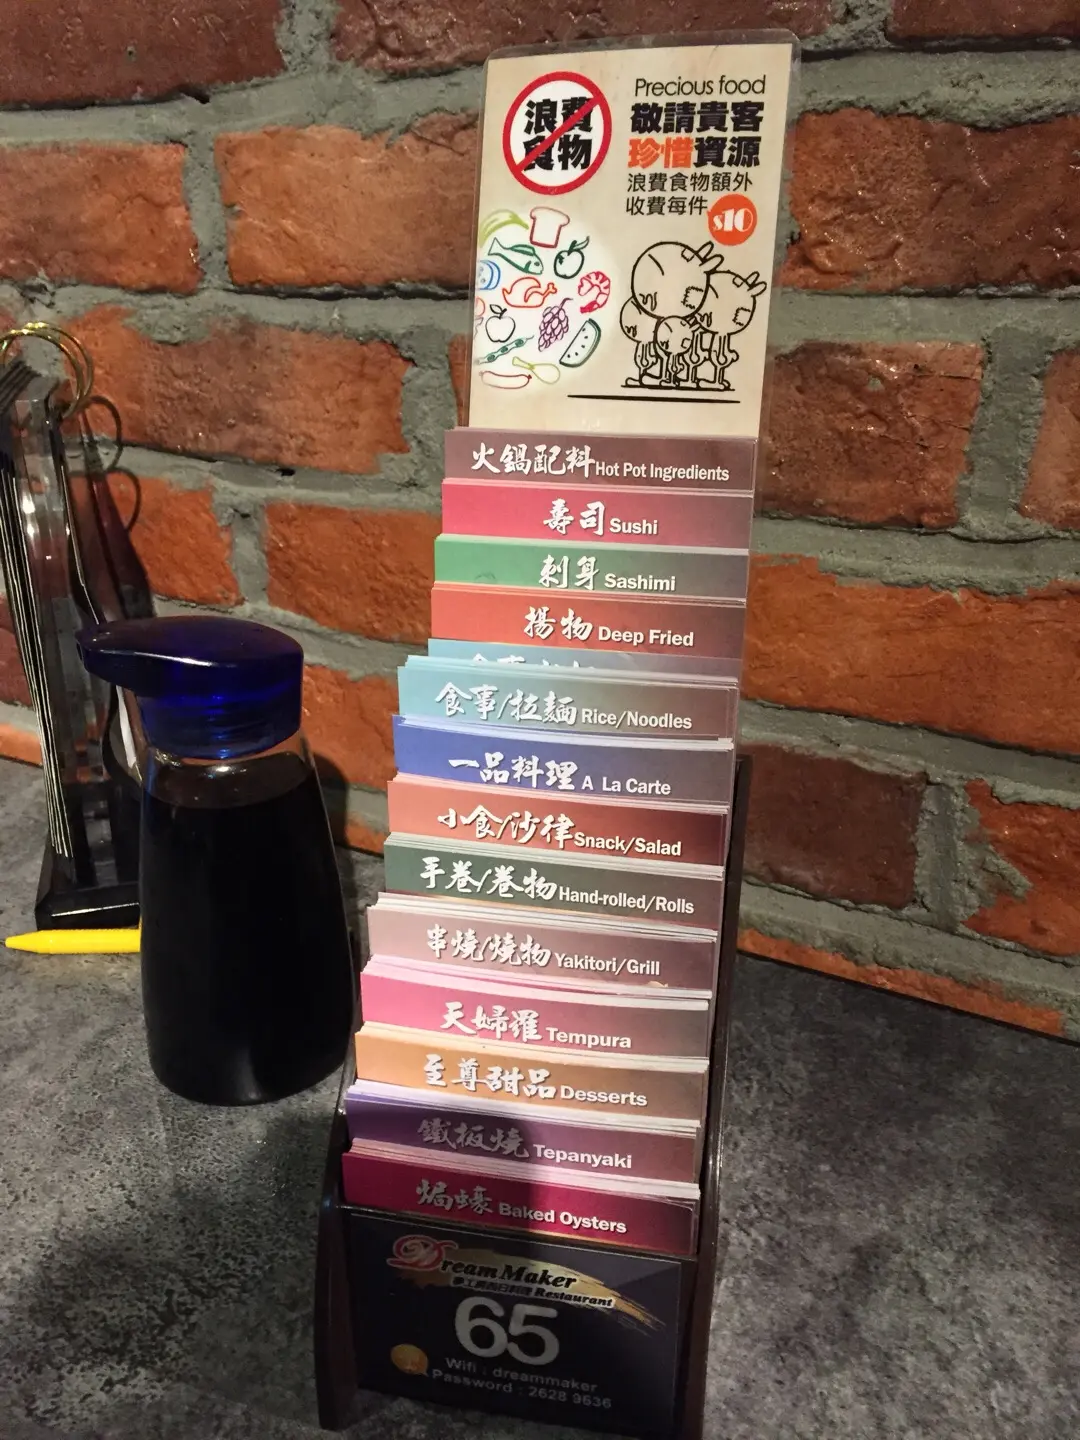 浪費
食物
Precious food
敬請貴客
珍惜資源
浪費食物額外
收費每件 $10
火鍋配料 Hot Pot Ingredients
壽司 Sushi
刺身 Sashimi
揚物 Deep Fried
食事/拉麵 Rice/Noodles
一品料理 A La Carte
小食/沙律 Snack/Salad
手卷/卷物 Hand-rolled/Rolls
串燒/燒物 Yakitori/Grill
天婦羅 Tempura
至尊甜品 Desserts
鐵板燒 Tepanyaki
焗蠔 Baked Oysters
Dream Maker
Restaurant
65
Wifi : dreammaker
Password : 2628 9636